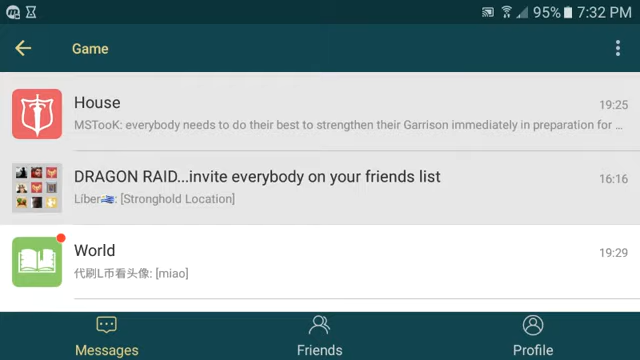 95% 7:32 PM
Game
House 19:25
MSTooK: everybody needs to do their best to strengthen their Garrison immediately in preparation for ...
DRAGON RAID...invite everybody on your friends list 16:16
Líber: [Stronghold Location]
World 19:29
代刷L币看头像: [miao]
Messages Friends Profile